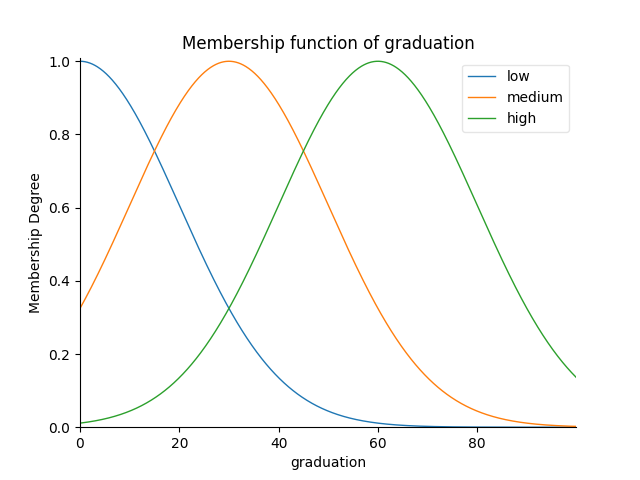 Membership function of graduation
1.0
0.8
0.6
0.4
0.2
0.0
Membership Degree
low
medium
high
0
20
40
60
80
graduation